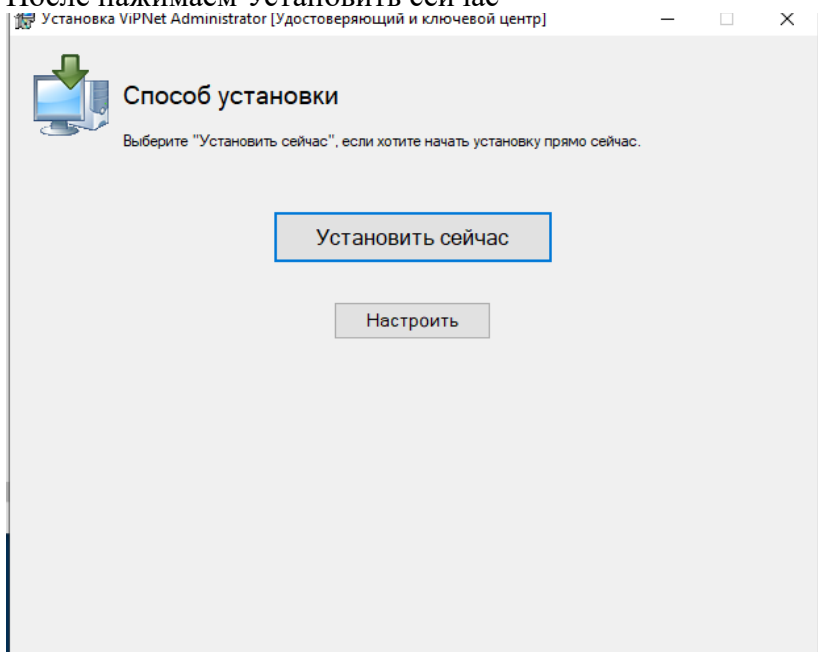 После нажимаем Установить сейчас
Установка ViPNet Administrator [Удостоверяющий и ключевой центр]
Способ установки
Выберите "Установить сейчас", если хотите начать установку прямо сейчас.
Установить сейчас
Настроить